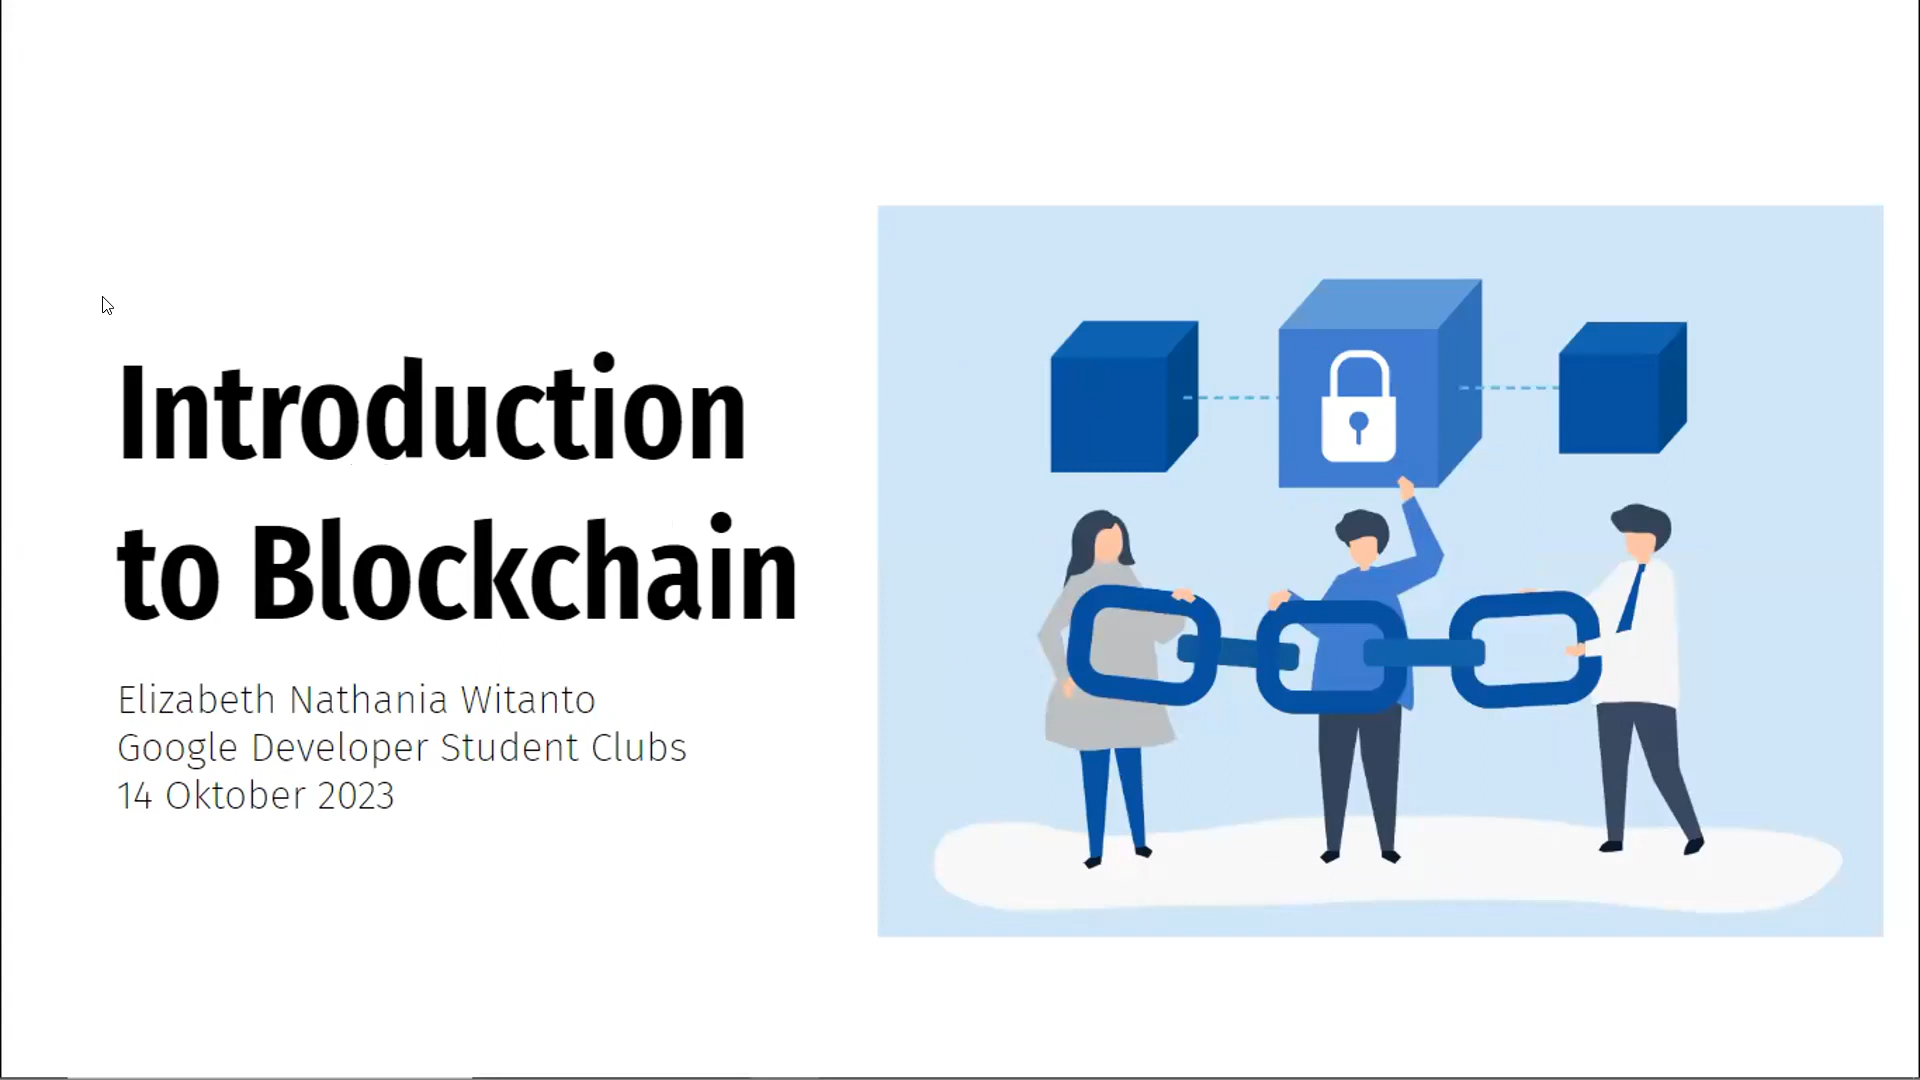 Introduction
to Blockchain
Elizabeth Nathania Witanto
Google Developer Student Clubs
14 Oktober 2023